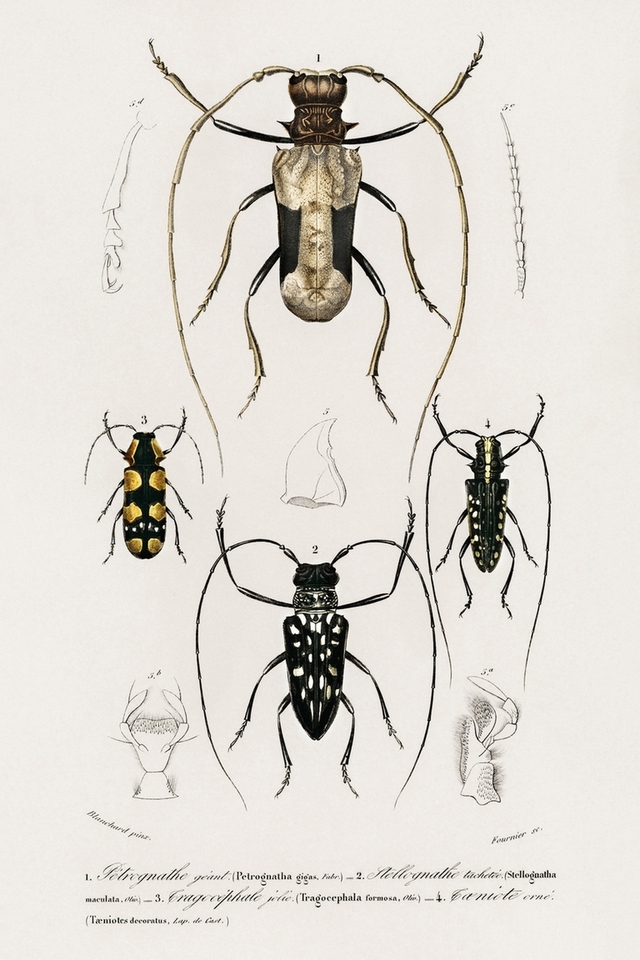 1
5.d
5.c
3
5
4
2
5.b
5.a
Blanchard pinx.
Fournier sc.
1. Pétrognathe géant. (Petrognatha gigas, Fabr.) — 2. Stellognathe tachetée. (Stellognatha
maculata, Oliv.) — 3. Tragocéphale jolie. (Tragocephala formosa, Oliv.) — 4. Tæniote orné.
(Tæniotes decoratus, Lap. de Cast.)